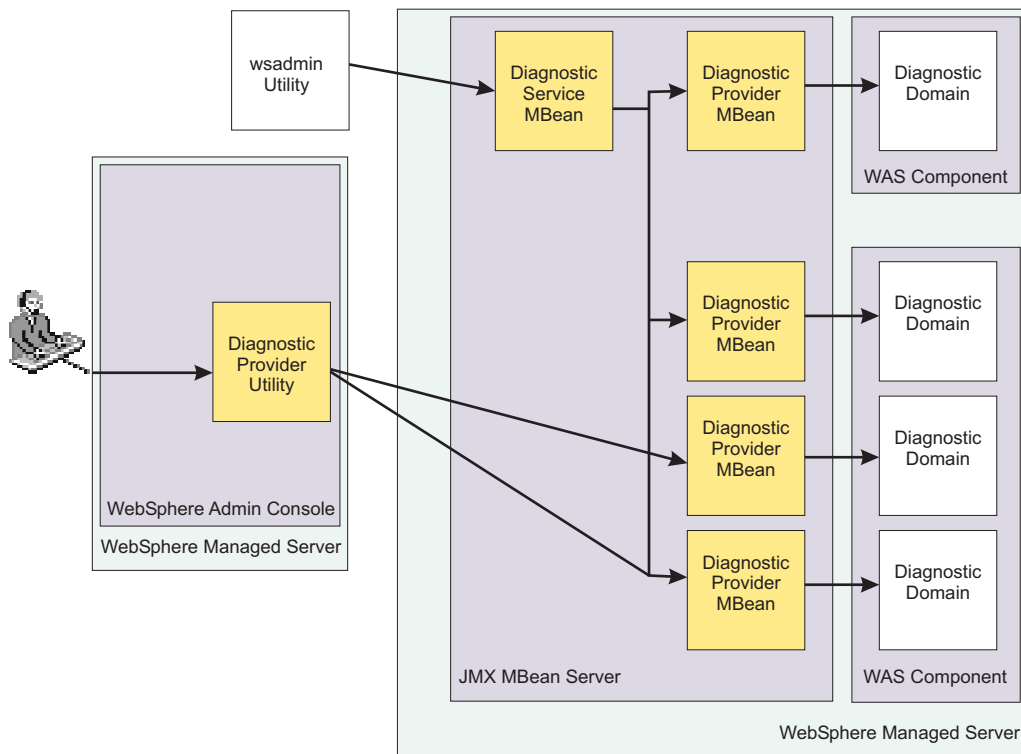 wsadmin
Utility
Diagnostic
Service
MBean
Diagnostic
Provider
MBean
Diagnostic
Domain
WAS Component
Diagnostic
Provider
MBean
Diagnostic
Domain
Diagnostic
Provider
Utility
Diagnostic
Provider
MBean
Diagnostic
Domain
WebSphere Admin Console
WebSphere Managed Server
Diagnostic
Provider
MBean
Diagnostic
Domain
JMX MBean Server
WAS Component
WebSphere Managed Server